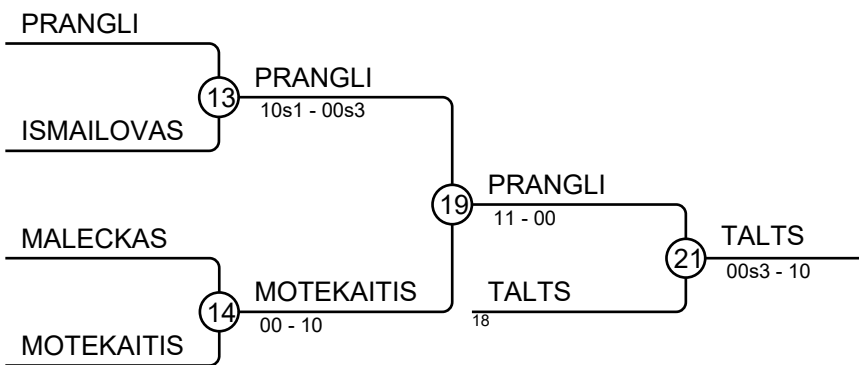 PRANGLI
PRANGLI
13
10s1 - 00s3
ISMAILOVAS
PRANGLI
19
11 - 00
MALECKAS
TALTS
21
00s3 - 10
MOTEKAITIS
TALTS
14
00 - 10
18
MOTEKAITIS